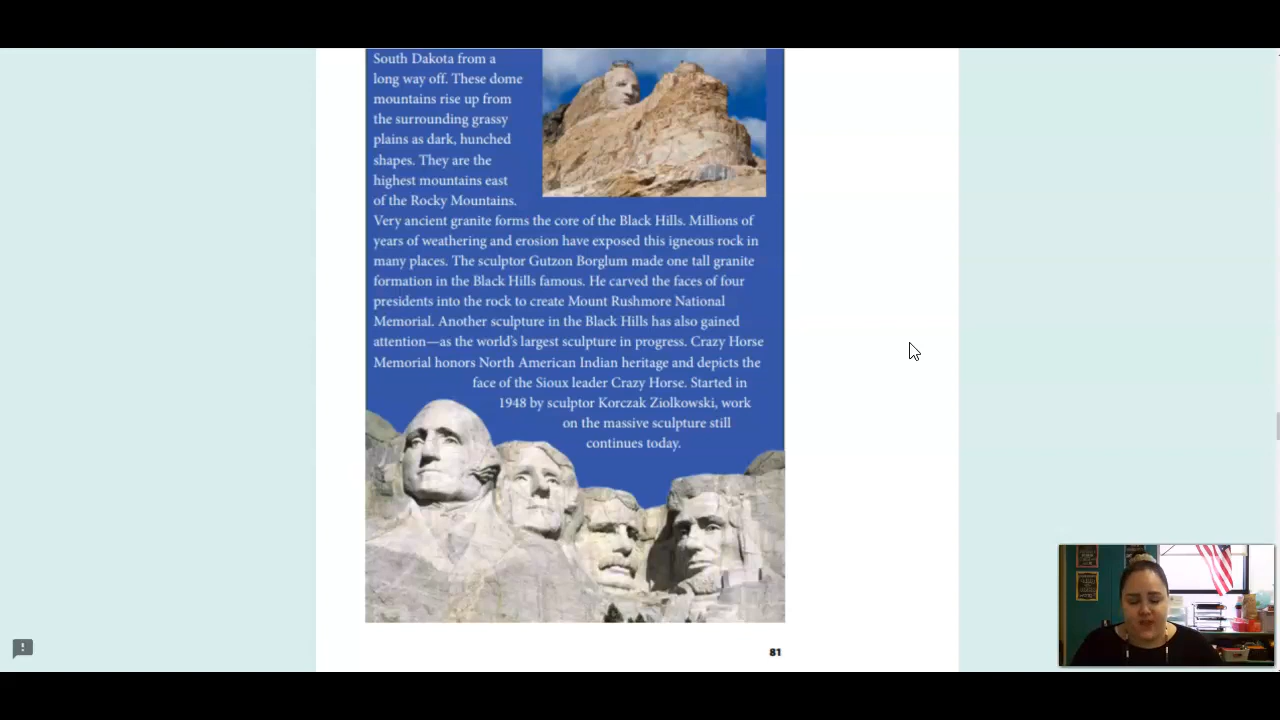 South Dakota from a
long way off. These dome
mountains rise up from
the surrounding grassy
plains as dark, hunched
shapes. They are the
highest mountains east
of the Rocky Mountains.
Very ancient granite forms the core of the Black Hills. Millions of
years of weathering and erosion have exposed this igneous rock in
many places. The sculptor Gutzon Borglum made one tall granite
formation in the Black Hills famous. He carved the faces of four
presidents into the rock to create Mount Rushmore National
Memorial. Another sculpture in the Black Hills has also gained
attention—as the world's largest sculpture in progress. Crazy Horse
Memorial honors North American Indian heritage and depicts the
face of the Sioux leader Crazy Horse. Started in
1948 by sculptor Korczak Ziolkowski, work
on the massive sculpture still
continues today.
81